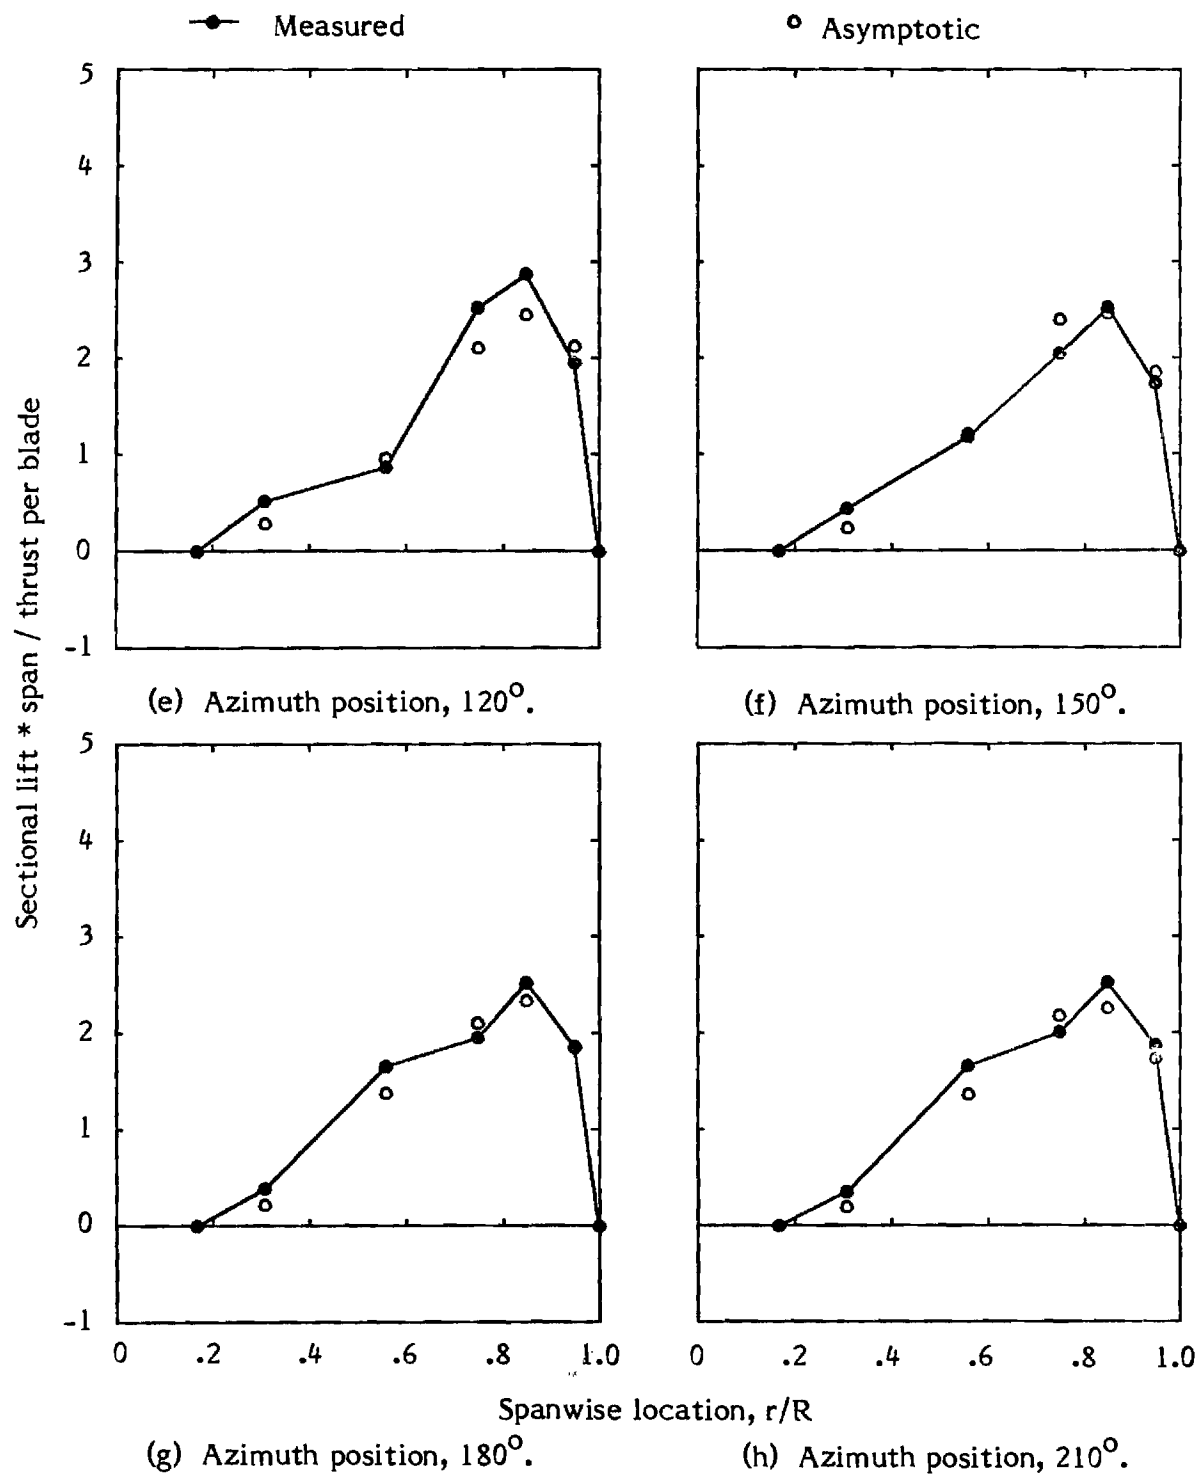 Measured
Asymptotic
5
4
3
2
1
0
-1
(e) Azimuth position, 120°.
(f) Azimuth position, 150°.
Sectional lift * span / thrust per blade
5
4
3
2
1
0
-1
0 .2 .4 .6 .8 1.0
0 .2 .4 .6 .8 1.0
Spanwise location, r/R
(g) Azimuth position, 180°.
(h) Azimuth position, 210°.